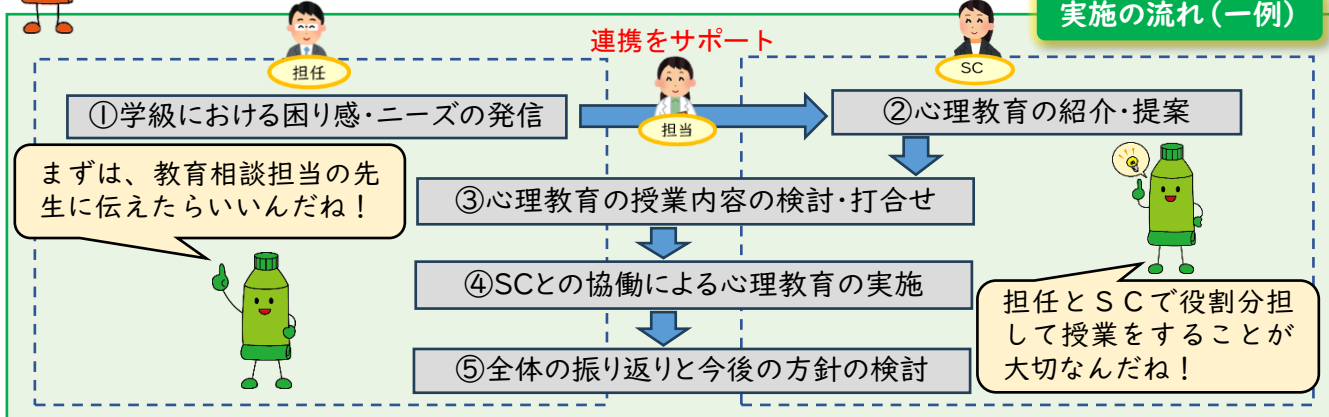 実施の流れ（一例）
連携をサポート
担任
SC
担当
①学級における困り感・ニーズの発信
②心理教育の紹介・提案
まずは、教育相談担当の先
生に伝えたらいいんだね！
③心理教育の授業内容の検討・打合せ
④SCとの協働による心理教育の実施
担任とＳＣで役割分担
して授業をすることが
大切なんだね！
⑤全体の振り返りと今後の方針の検討